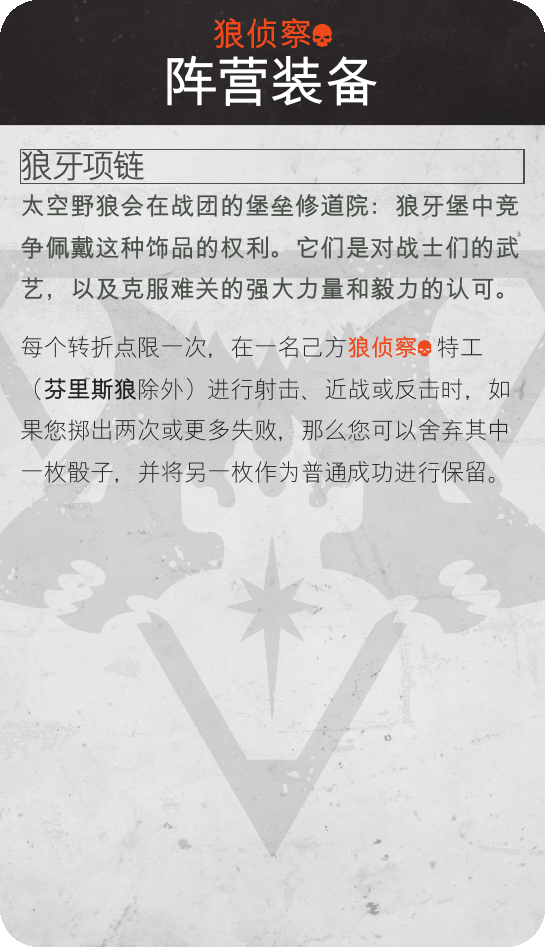 狼侦察
阵营装备
狼牙项链
太空野狼会在战团的堡垒修道院：狼牙堡中竞
争佩戴这种饰品的权利。它们是对战士们的武
艺，以及克服难关的强大力量和毅力的认可。
每个转折点限一次，在一名己方狼侦察特工
（芬里斯狼除外）进行射击、近战或反击时，如
果您掷出两次或更多失败，那么您可以舍弃其中
一枚骰子，并将另一枚作为普通成功进行保留。